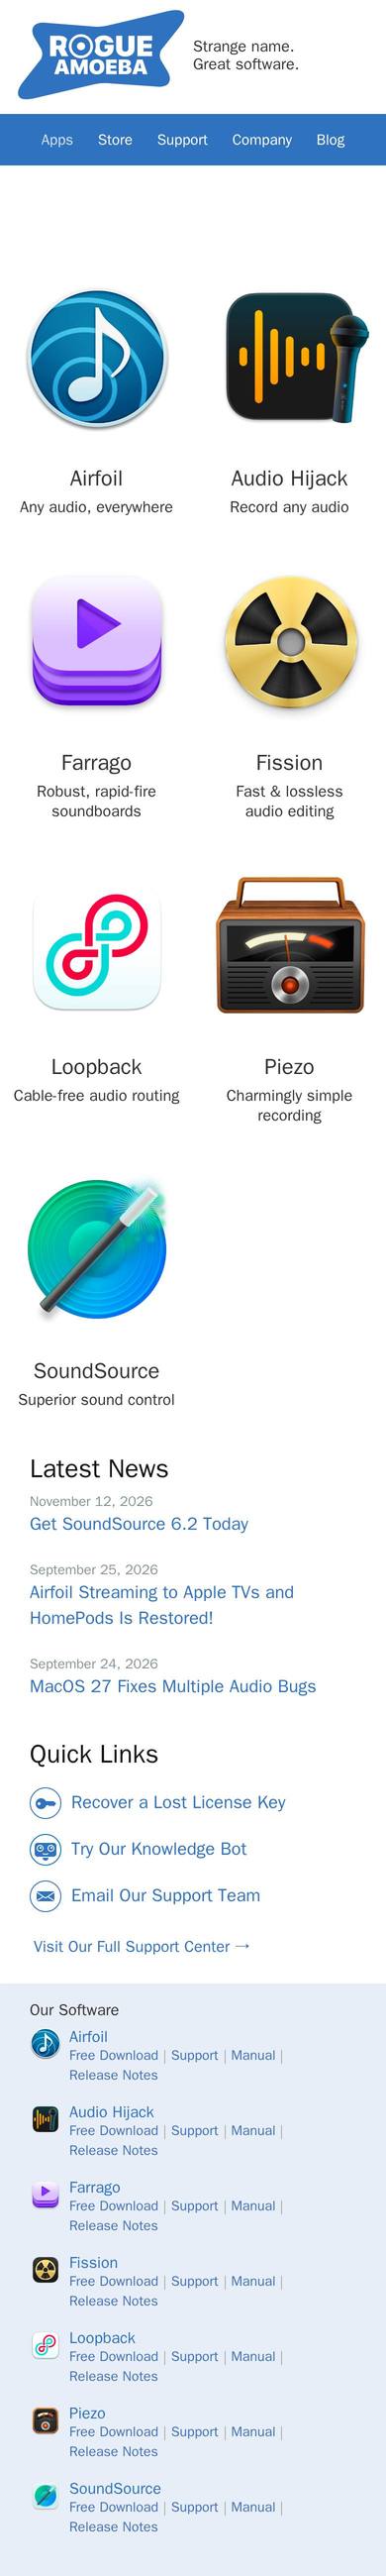 ROGUE
AMOEBA
Strange name.
Great software.
Apps Store Support Company Blog
Airfoil
Any audio, everywhere
Audio Hijack
Record any audio
Farrago
Robust, rapid-fire
soundboards
Fission
Fast & lossless
audio editing
Loopback
Cable-free audio routing
Piezo
Charmingly simple
recording
SoundSource
Superior sound control
Latest News
November 12, 2026
Get SoundSource 6.2 Today
September 25, 2026
Airfoil Streaming to Apple TVs and
HomePods Is Restored!
September 24, 2026
MacOS 27 Fixes Multiple Audio Bugs
Quick Links
Recover a Lost License Key
Try Our Knowledge Bot
Email Our Support Team
Visit Our Full Support Center →
Our Software
Airfoil
Free Download | Support | Manual |
Release Notes
Audio Hijack
Free Download | Support | Manual |
Release Notes
Farrago
Free Download | Support | Manual |
Release Notes
Fission
Free Download | Support | Manual |
Release Notes
Loopback
Free Download | Support | Manual |
Release Notes
Piezo
Free Download | Support | Manual |
Release Notes
SoundSource
Free Download | Support | Manual |
Release Notes